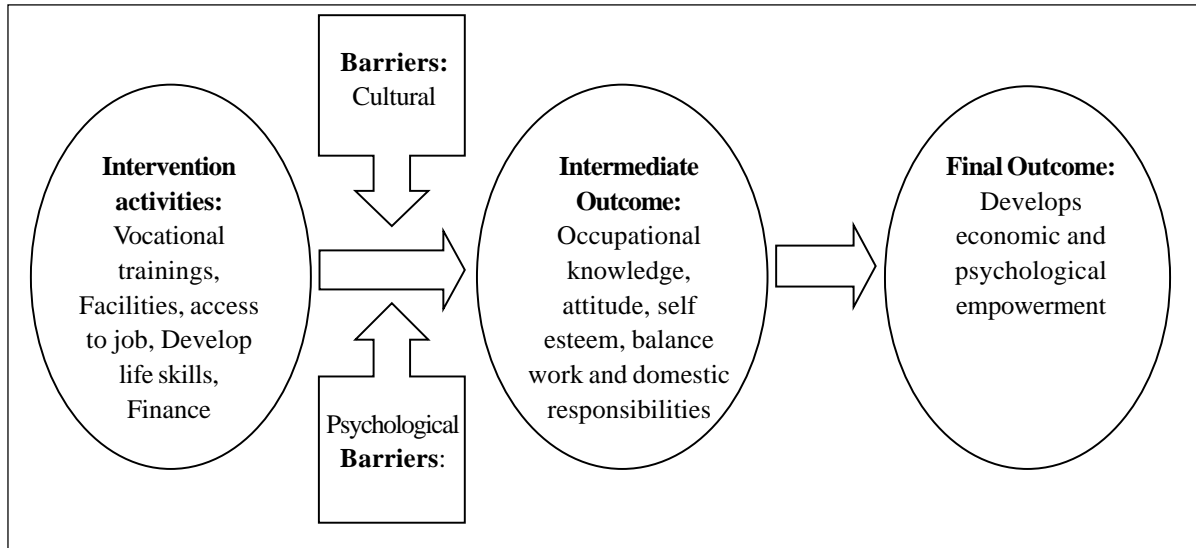 Barriers:
Cultural
Intervention
activities:
Vocational
trainings,
Facilities, access
to job, Develop
life skills,
Finance
Psychological
Barriers:
Intermediate
Outcome:
Occupational
knowledge,
attitude, self
esteem, balance
work and domestic
responsibilities
Final Outcome:
Develops
economic and
psychological
empowerment